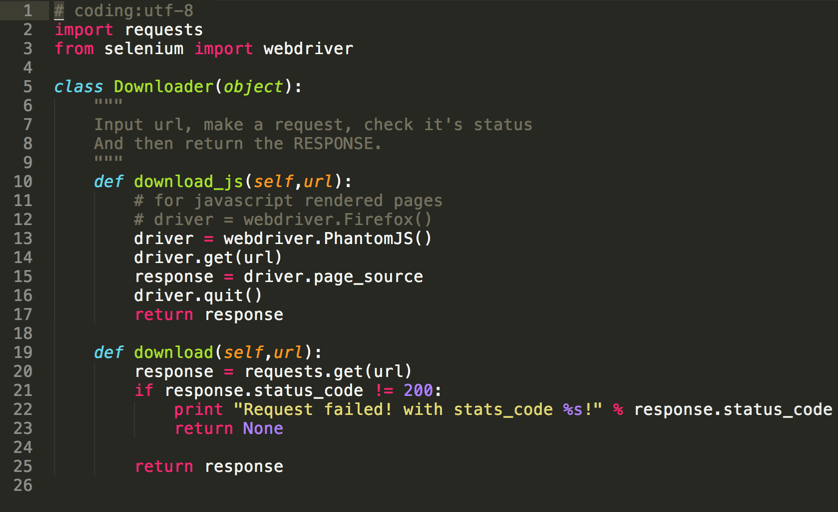 1 # coding:utf-8
2 import requests
3 from selenium import webdriver
4
5 class Downloader(object):
6     """
7     Input url, make a request, check it's status
8     And then return the RESPONSE.
9     """
10     def download_js(self,url):
11         # for javascript rendered pages
12         # driver = webdriver.Firefox()
13         driver = webdriver.PhantomJS()
14         driver.get(url)
15         response = driver.page_source
16         driver.quit()
17         return response
18
19     def download(self,url):
20         response = requests.get(url)
21         if response.status_code != 200:
22             print "Request failed! with stats_code %s!" % response.status_code
23             return None
24
25         return response
26